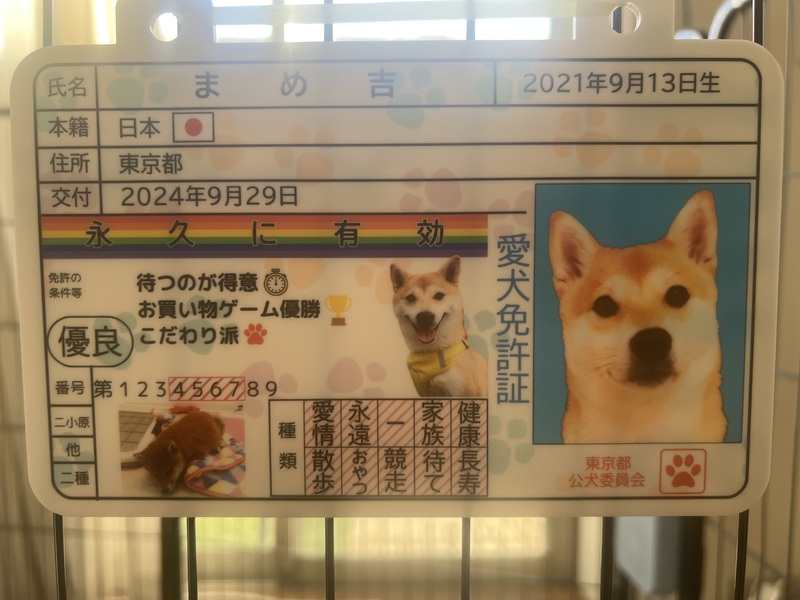 氏名 まめ吉 2021年9月13日生
本籍 日本
住所 東京都
交付 2024年9月29日
永久に有効
免許の
条件等
待つのが得意
お買い物ゲーム優勝
こだわり派
優良
愛犬免許証
番号 第123456789
二小原
他
二種
種類
愛情 永遠 一 家族 健康
散歩 おやつ 競走 待て 長寿
東京都
公犬委員会